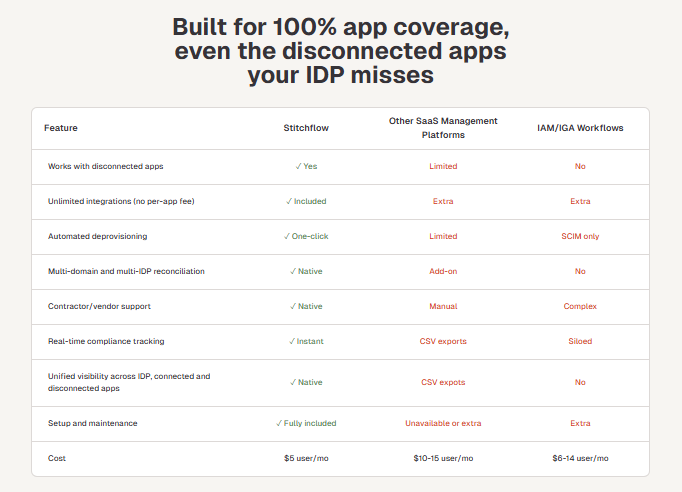 Built for 100% app coverage,
even the disconnected apps
your IDP misses
Feature
Stitchflow
Other SaaS Management
Platforms
IAM/IGA Workflows
Works with disconnected apps
✓ Yes
Limited
No
Unlimited integrations (no per-app fee)
✓ Included
Extra
Extra
Automated deprovisioning
✓ One-click
Limited
SCIM only
Multi-domain and multi-IDP reconciliation
✓ Native
Add-on
No
Contractor/vendor support
✓ Native
Manual
Complex
Real-time compliance tracking
✓ Instant
CSV exports
Siloed
Unified visibility across IDP, connected and
disconnected apps
✓ Native
CSV expots
No
Setup and maintenance
✓ Fully included
Unavailable or extra
Extra
Cost
$5 user/mo
$10-15 user/mo
$6-14 user/mo